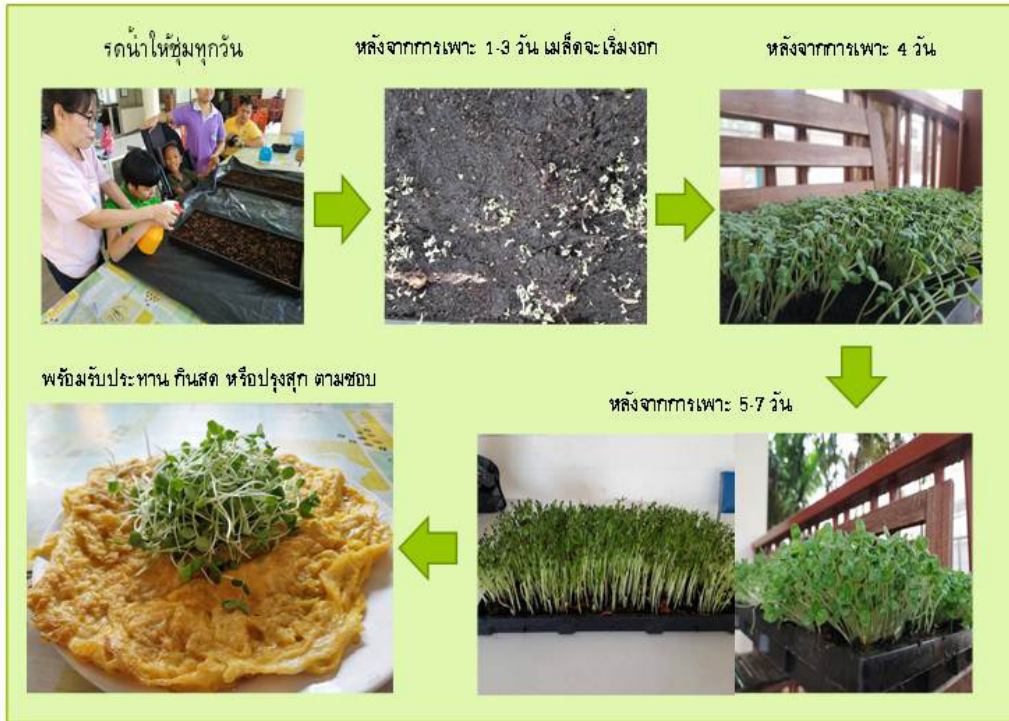 รดน้ำให้ชุ่มทุกวัน
หลังจากการเพาะ 1-3 วัน เมล็ดจะเริ่มงอก
หลังจากการเพาะ 4 วัน
หลังจากการเพาะ 5-7 วัน
พร้อมรับประทาน กินสด หรือปรุงสุก ตามชอบ